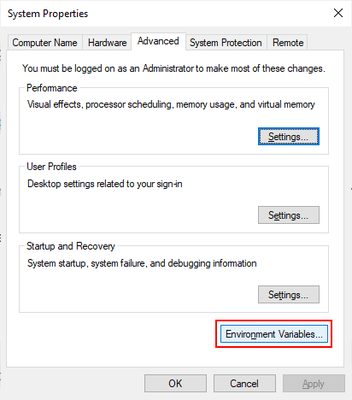 System Properties
Computer Name Hardware Advanced System Protection Remote
You must be logged on as an Administrator to make most of these changes.
Performance
Visual effects, processor scheduling, memory usage, and virtual memory
Settings...
User Profiles
Desktop settings related to your sign-in
Settings...
Startup and Recovery
System startup, system failure, and debugging information
Settings...
Environment Variables...
OK Cancel Apply